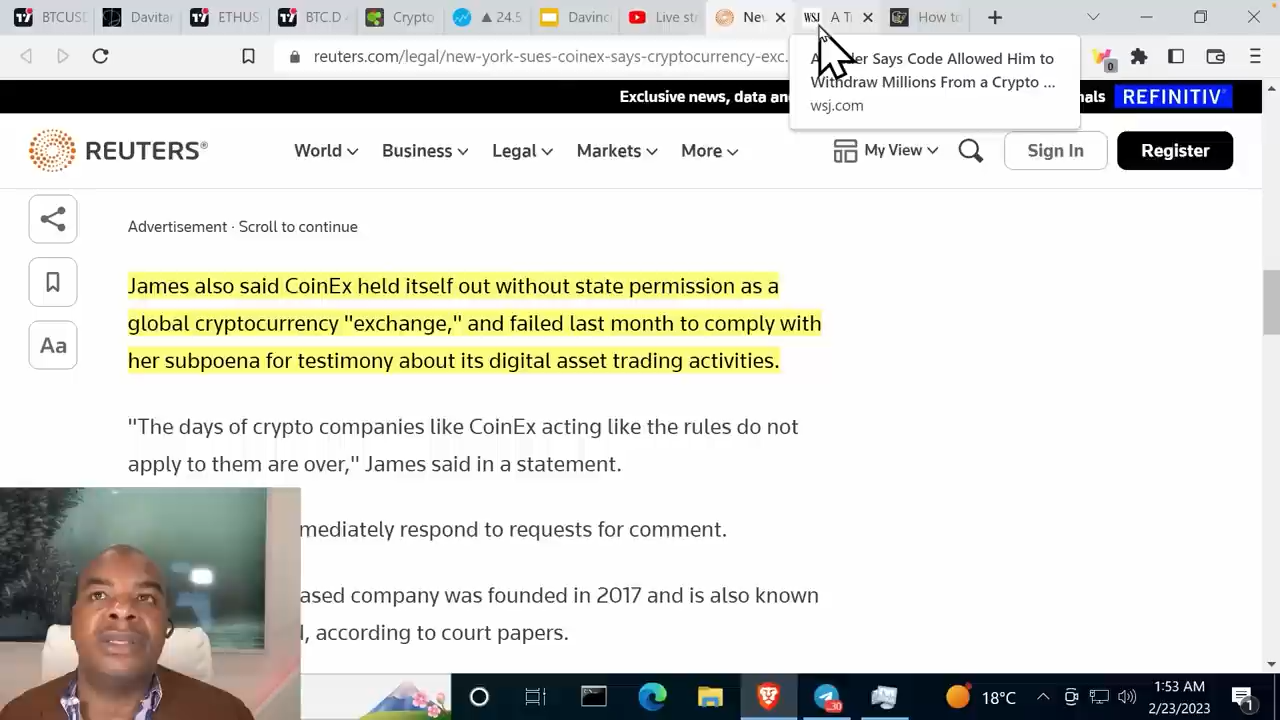 BTCUSD
Davitar
ETHUS
BTC.D
Crypto
▲ 24.5
Davinc
Live str
Nev
WSJ
A T
How to
reuters.com/legal/new-york-sues-coinex-says-cryptocurrency-exc...
0
Says Code Allowed Him to
Withdraw Millions From a Crypto ...
wsj.com
Exclusive news, data and
REFINITIV
REUTERS®
World
Business
Legal
Markets
More
My View
Sign In
Register
Advertisement · Scroll to continue
James also said CoinEx held itself out without state permission as a
global cryptocurrency "exchange," and failed last month to comply with
her subpoena for testimony about its digital asset trading activities.
Aa
"The days of crypto companies like CoinEx acting like the rules do not
apply to them are over," James said in a statement.
mediately respond to requests for comment.
ased company was founded in 2017 and is also known
, according to court papers.
30
18°C
1:53 AM
2/23/2023
1